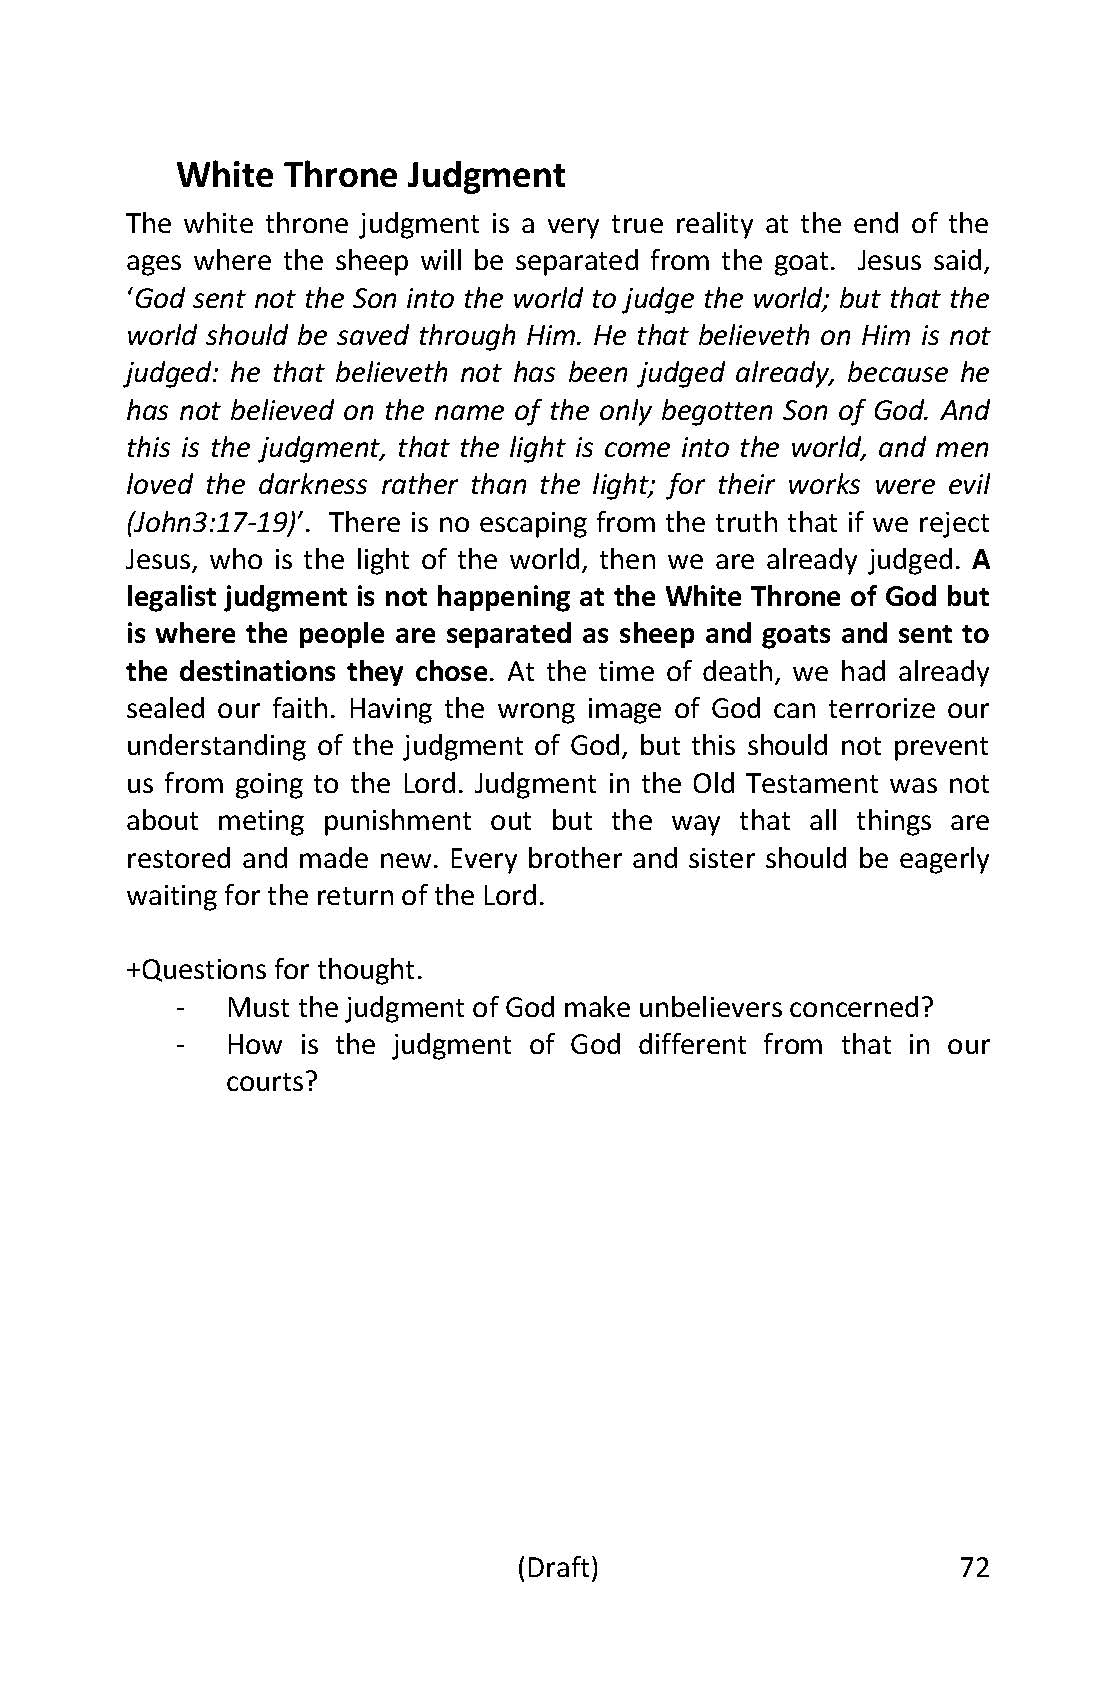 White Throne Judgment
The white throne judgment is a very true reality at the end of the
ages where the sheep will be separated from the goat. Jesus said,
‘God sent not the Son into the world to judge the world; but that the
world should be saved through Him. He that believeth on Him is not
judged: he that believeth not has been judged already, because he
has not believed on the name of the only begotten Son of God. And
this is the judgment, that the light is come into the world, and men
loved the darkness rather than the light; for their works were evil
(John3:17-19)’. There is no escaping from the truth that if we reject
Jesus, who is the light of the world, then we are already judged. A
legalist judgment is not happening at the White Throne of God but
is where the people are separated as sheep and goats and sent to
the destinations they chose. At the time of death, we had already
sealed our faith. Having the wrong image of God can terrorize our
understanding of the judgment of God, but this should not prevent
us from going to the Lord. Judgment in the Old Testament was not
about meting punishment out but the way that all things are
restored and made new. Every brother and sister should be eagerly
waiting for the return of the Lord.
+Questions for thought.
- Must the judgment of God make unbelievers concerned?
- How is the judgment of God different from that in our
courts?
(Draft) 72